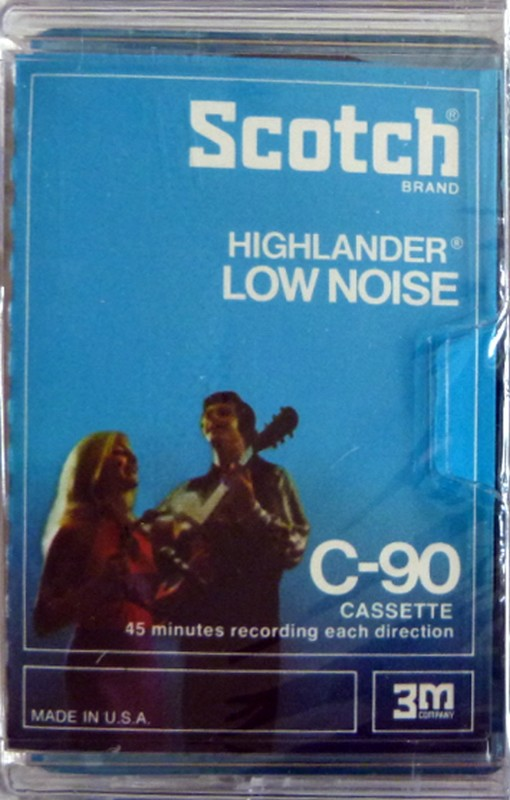 Scotch®
BRAND
HIGHLANDER®
LOW NOISE
C-90
CASSETTE
45 minutes recording each direction
MADE IN U.S.A.
3M
COMPANY